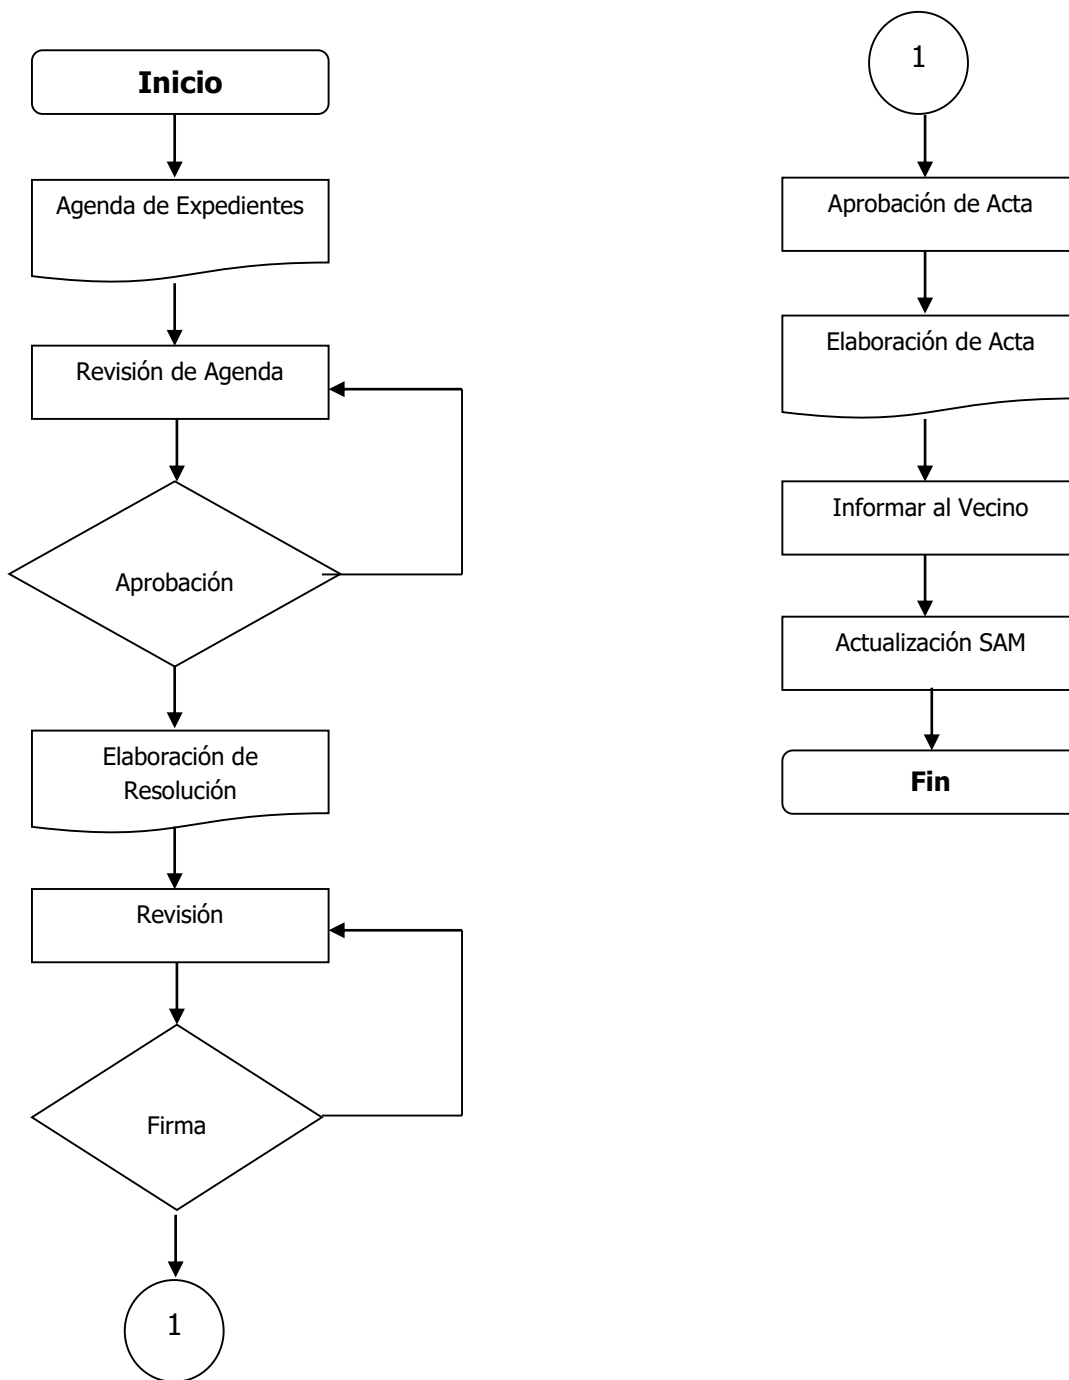 Inicio
Agenda de Expedientes
Revisión de Agenda
Aprobación
Elaboración de
Resolución
Revisión
Firma
1
1
Aprobación de Acta
Elaboración de Acta
Informar al Vecino
Actualización SAM
Fin